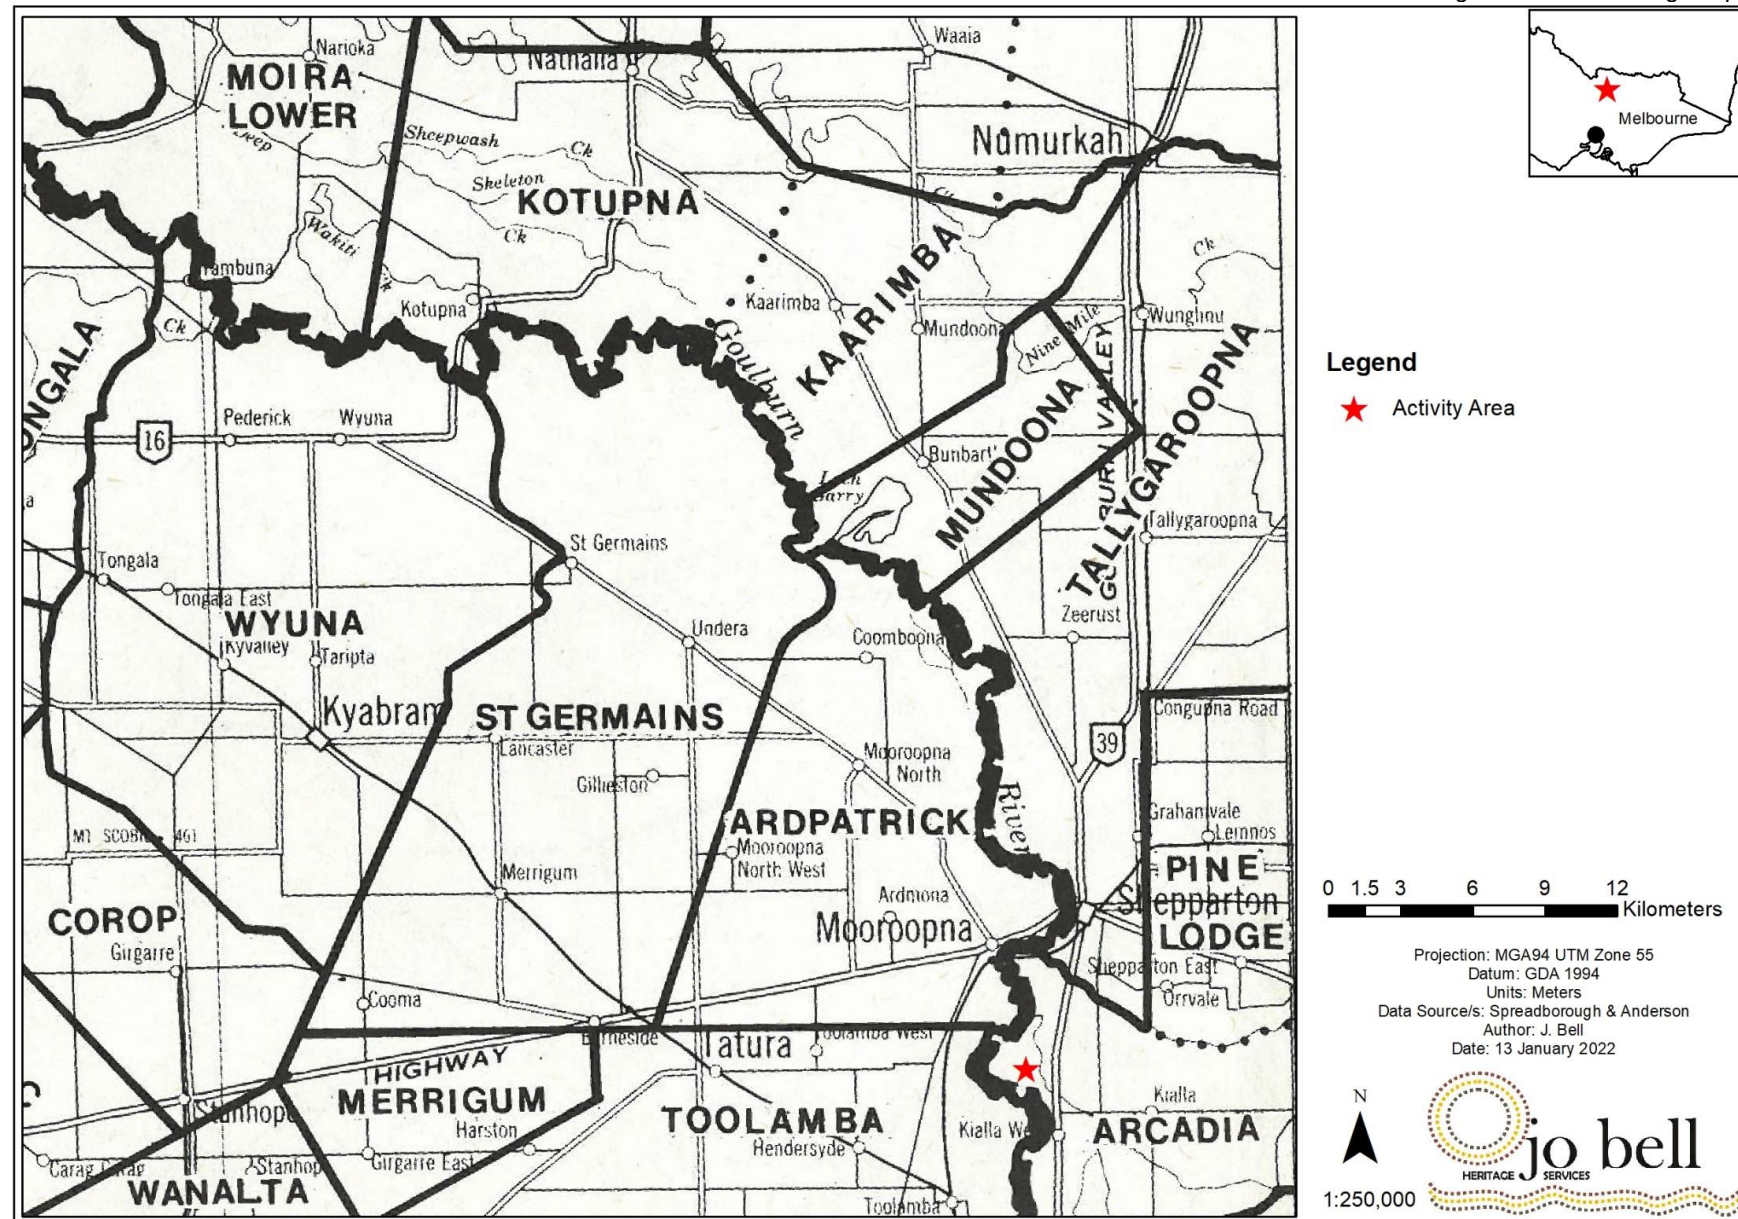 Narioka
Waaia
MOIRA
Nathalia
LOWER
Numurkah
Sheepwash
Ck
Skeleton
KOTUPNA
Ck
Wakiti
Ck
Ck
Kotupna
Kaarimba
KAARIMBA
Mundoona
Nine Mile
Wunghnu
Ck
Goulburn
Pederick
Wyuna
16
MUNDOONA
TALLYGAROOPNA
Tallygaroopna
St Germains
Tongala
Tongala East
WYUNA
Kyvalley
Taripta
Undera
Coomboona
Zeerust
Kyabram
ST GERMAINS
Congupna Road
39
Lancaster
Gillieston
Mooroopna
North
River
ARDPATRICK
Grahamvale
Lemnos
Mooroopna
North West
Merrigum
PINE
Shepparton
LODGE
Ardmona
Mooroopna
COROP
Girgarre
Shepparton East
Orrvale
Cooma
Tatura
Toolamba West
HIGHWAY
MERRIGUM
Stanhope
Harston
TOOLAMBA
Hendersyde
Kialla
ARCADIA
Girgarre East
WANALTA
Toolamba
Melbourne
Legend
Activity Area
0 1.5 3 6 9 12
Kilometers
Projection: MGA94 UTM Zone 55
Datum: GDA 1994
Units: Meters
Data Source/s: Spreadborough & Anderson
Author: J. Bell
Date: 13 January 2022
N
1:250,000
jo bell
HERITAGE SERVICES